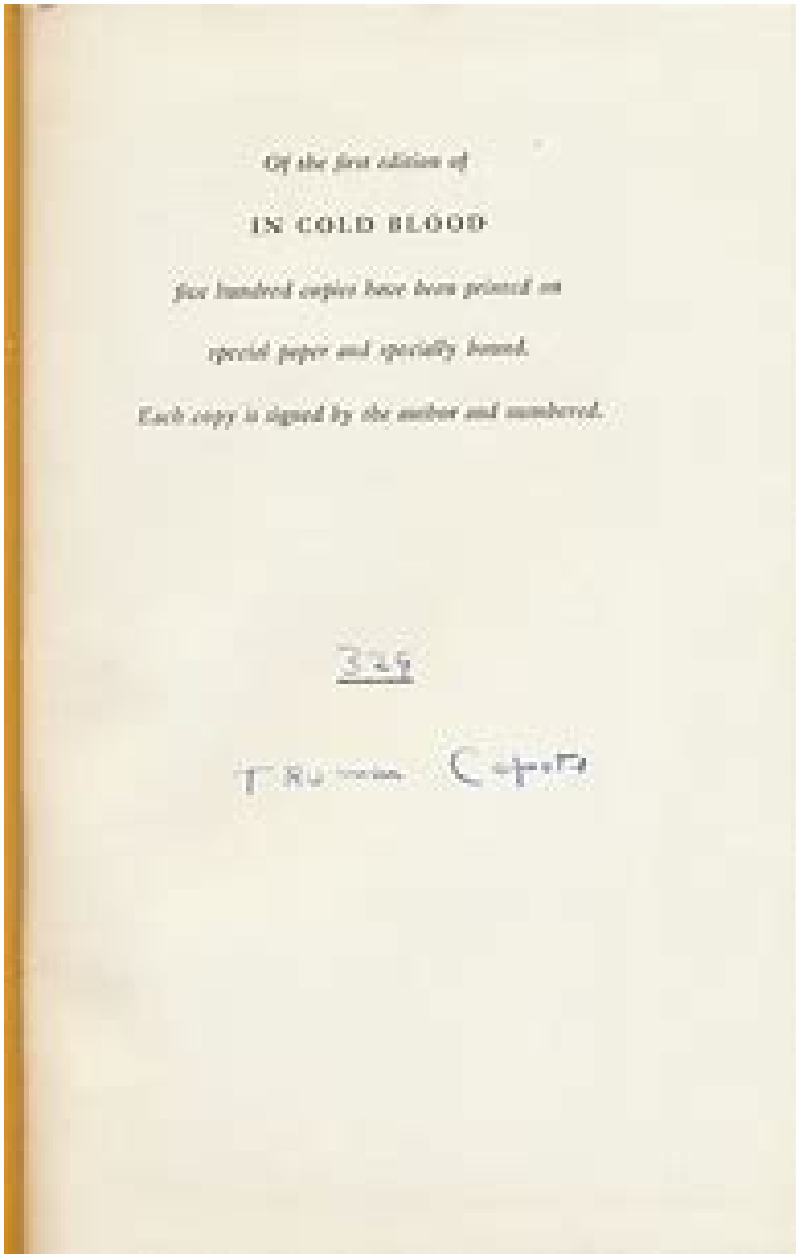 Of the first edition of
IN COLD BLOOD
five hundred copies have been printed on
special paper and specially bound.
Each copy is signed by the author and numbered.
329
Truman Capote